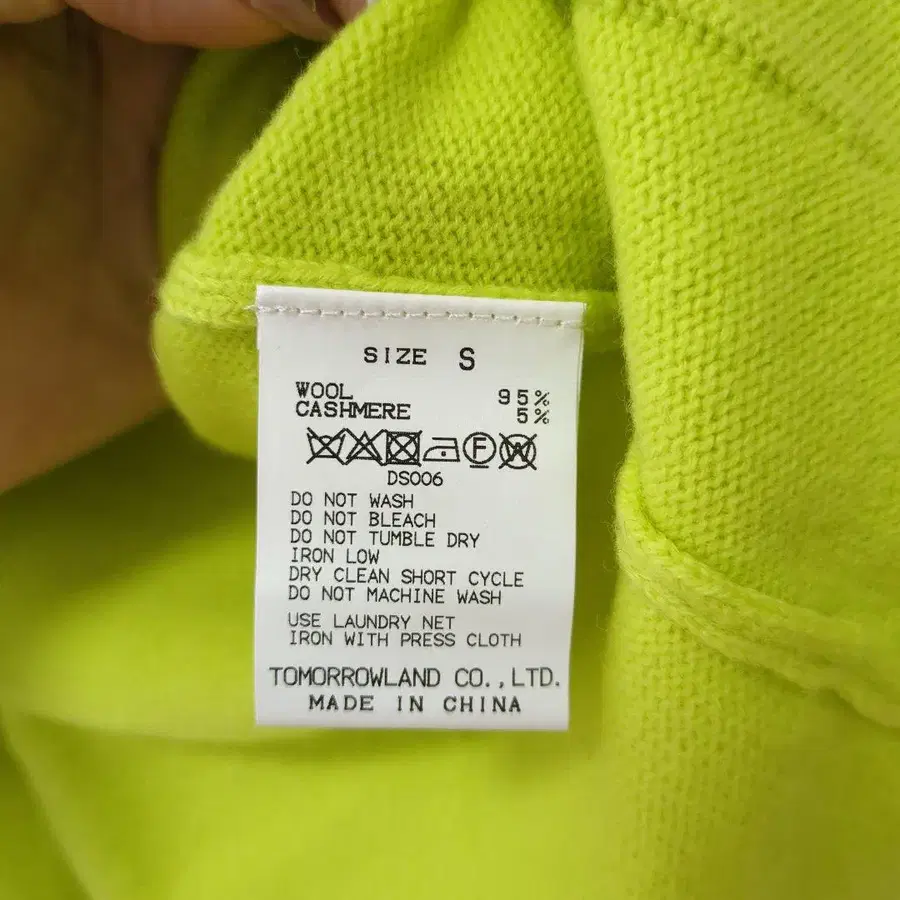 SIZE S
WOOL 95%
CASHMERE 5%
F W
DS006
DO NOT WASH
DO NOT BLEACH
DO NOT TUMBLE DRY
IRON LOW
DRY CLEAN SHORT CYCLE
DO NOT MACHINE WASH
USE LAUNDRY NET
IRON WITH PRESS CLOTH
TOMORROWLAND CO.,LTD.
MADE IN CHINA